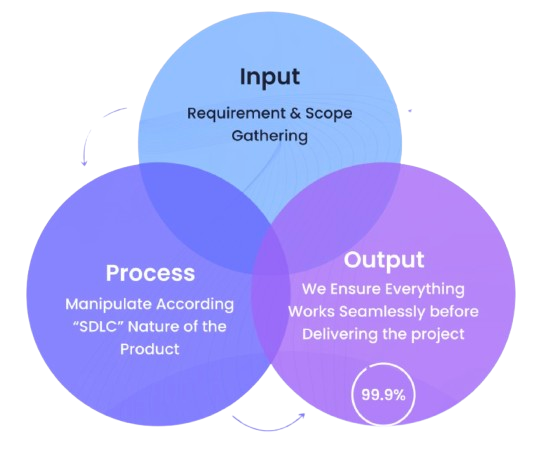 Input
Requirement & Scope
Gathering
Process
Manipulate According
“SDLC” Nature of the
Product
Output
We Ensure Everything
Works Seamlessly before
Delivering the project
99.9%